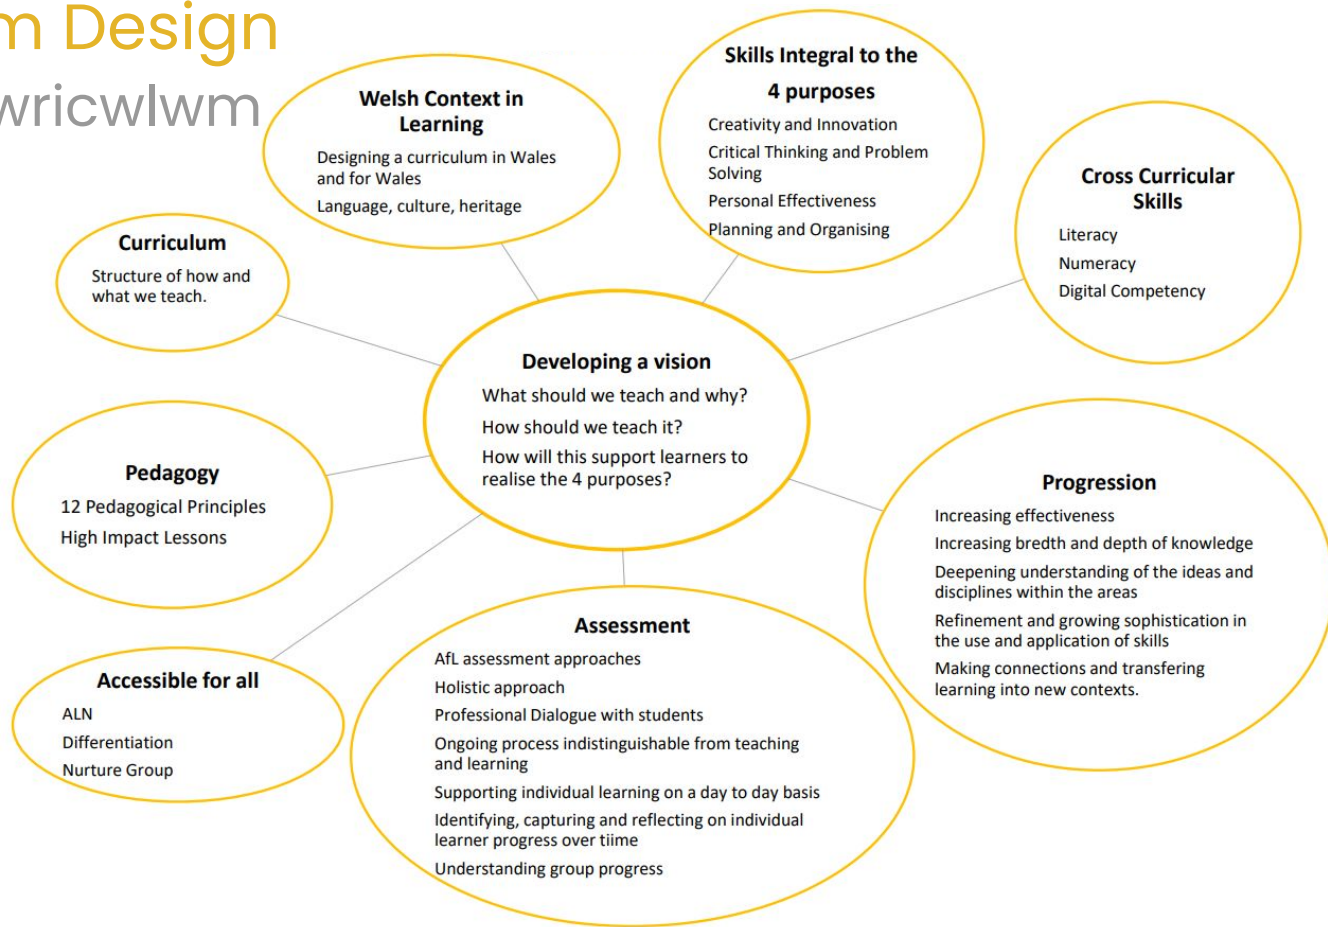 m Design
wricwlwm
Welsh Context in
Learning
Designing a curriculum in Wales
and for Wales
Language, culture, heritage
Skills Integral to the
4 purposes
Creativity and Innovation
Critical Thinking and Problem
Solving
Personal Effectiveness
Planning and Organising
Cross Curricular
Skills
Literacy
Numeracy
Digital Competency
Curriculum
Structure of how and
what we teach.
Developing a vision
What should we teach and why?
How should we teach it?
How will this support learners to
realise the 4 purposes?
Pedagogy
12 Pedagogical Principles
High Impact Lessons
Progression
Increasing effectiveness
Increasing bredth and depth of knowledge
Deepening understanding of the ideas and
disciplines within the areas
Refinement and growing sophistication in
the use and application of skills
Making connections and transfering
learning into new contexts.
Accessible for all
ALN
Differentiation
Nurture Group
Assessment
AfL assessment approaches
Holistic approach
Professional Dialogue with students
Ongoing process indistinguishable from teaching
and learning
Supporting individual learning on a day to day basis
Identifying, capturing and reflecting on individual
learner progress over tiime
Understanding group progress